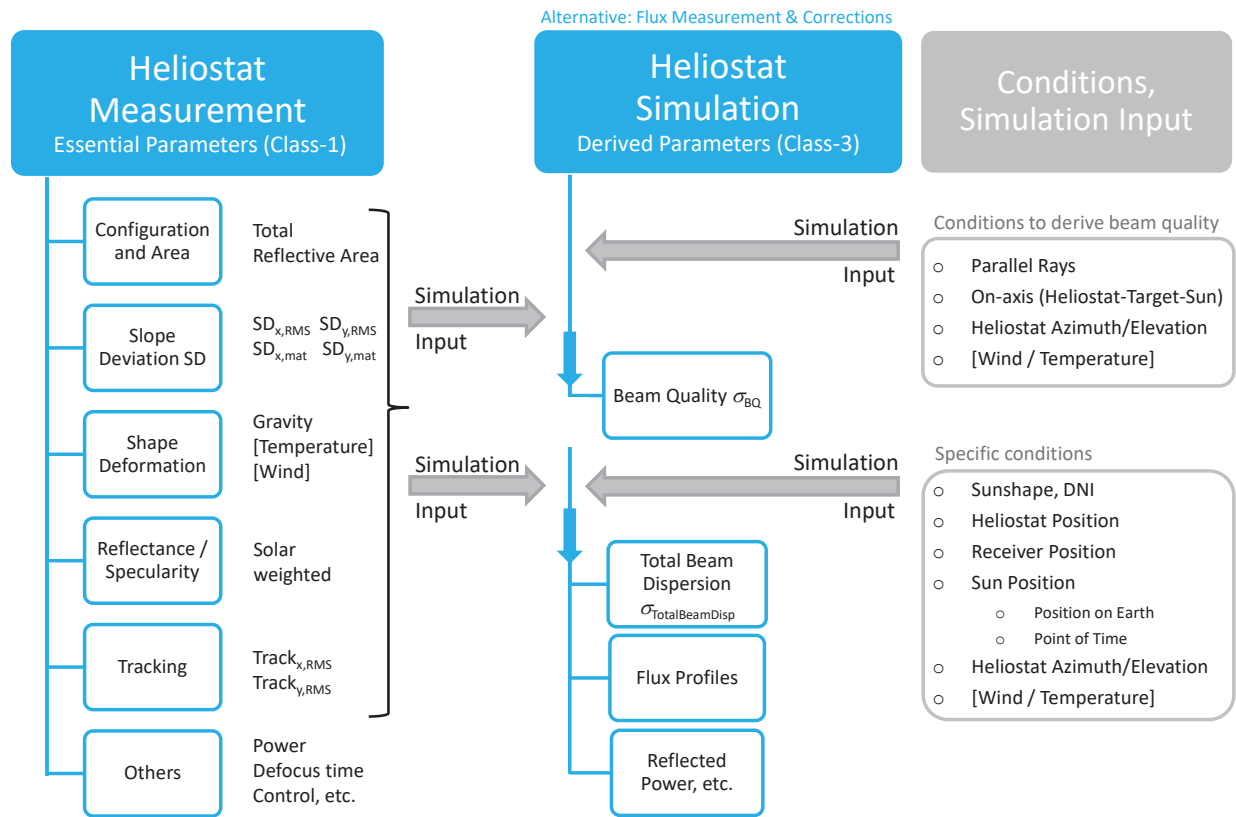 Alternative: Flux Measurement & Corrections
Heliostat
Measurement
Essential Parameters (Class-1)
Configuration
and Area
Total
Reflective Area
Slope
Deviation SD
SDx,RMS SDy,RMS
SDx,mat SDy,mat
Shape
Deformation
Gravity
[Temperature]
[Wind]
Reflectance /
Specularity
Solar
weighted
Tracking
Trackx,RMS
Tracky,RMS
Others
Power
Defocus time
Control, etc.
Simulation
Input
Simulation
Input
Heliostat
Simulation
Derived Parameters (Class-3)
Simulation
Input
Beam Quality σBQ
Simulation
Input
Total Beam
Dispersion
σTotalBeamDisp
Flux Profiles
Reflected
Power, etc.
Conditions,
Simulation Input
Conditions to derive beam quality
o Parallel Rays
o On-axis (Heliostat-Target-Sun)
o Heliostat Azimuth/Elevation
o [Wind / Temperature]
Specific conditions
o Sunshape, DNI
o Heliostat Position
o Receiver Position
o Sun Position
o Position on Earth
o Point of Time
o Heliostat Azimuth/Elevation
o [Wind / Temperature]